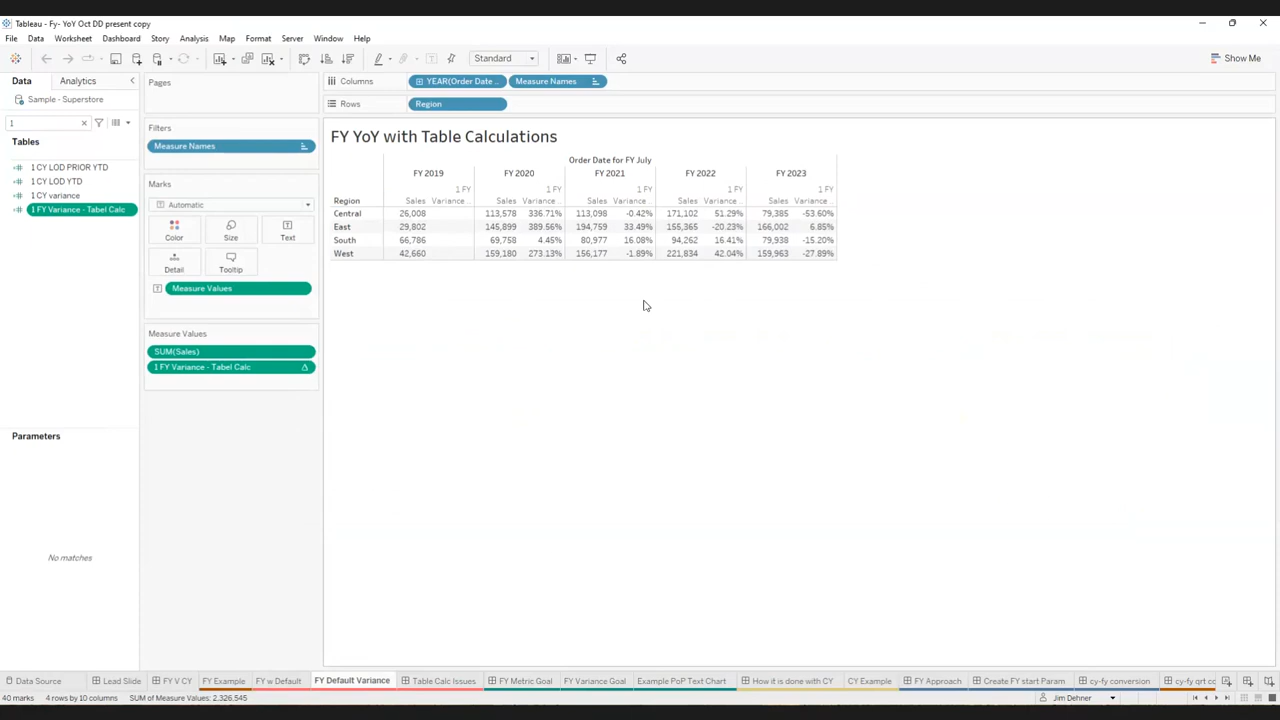 Tableau - Fy- YoY Oct DD present copy
File Data Worksheet Dashboard Story Analysis Map Format Server Window Help
Standard
Show Me
Data Analytics
Sample - Superstore
1
Tables
1 CY LOD PRIOR YTD
1 CY LOD YTD
1 CY variance
1 FY Variance - Tabel Calc
Parameters
No matches
Pages
Filters
Measure Names
Marks
Automatic
Color Size Text
Detail Tooltip
Measure Values
Measure Values
SUM(Sales)
1 FY Variance - Tabel Calc
Columns YEAR(Order Date .. Measure Names
Rows Region
FY YoY with Table Calculations
Order Date for FY July
FY 2019 FY 2020 FY 2021 FY 2022 FY 2023
1 FY 1 FY 1 FY 1 FY 1 FY
Region Sales Variance .. Sales Variance .. Sales Variance .. Sales Variance .. Sales Variance ..
Central 26,008 113,578 336.71% 113,098 -0.42% 171,102 51.29% 79,385 -53.60%
East 29,802 145,899 389.56% 194,759 33.49% 155,365 -20.23% 166,002 6.85%
South 66,786 69,758 4.45% 80,977 16.08% 94,262 16.41% 79,938 -15.20%
West 42,660 159,180 273.13% 156,177 -1.89% 221,834 42.04% 159,963 -27.89%
Data Source Lead Slide FY V CY FY Example FY w Default FY Default Variance Table Calc Issues FY Metric Goal FY Variance Goal Example PoP Text Chart How it is done with CY CY Example FY Approach Create FY start Param cy-fy conversion cy-fy qrt co
40 marks 4 rows by 10 columns SUM of Measure Values: 2,326,545 Jim Dehner